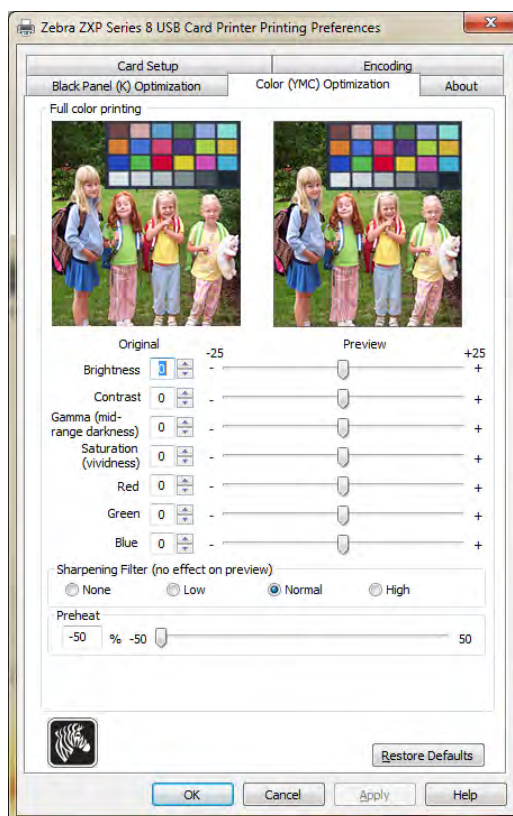 Zebra ZXP Series 8 USB Card Printer Printing Preferences
Card Setup
Encoding
Black Panel (K) Optimization
Color (YMC) Optimization
About
Full color printing
Original
Preview
-25
+25
Brightness 0 - +
Contrast 0 - +
Gamma (mid-
range darkness) 0 - +
Saturation
(vividness) 0 - +
Red 0 - +
Green 0 - +
Blue 0 - +
Sharpening Filter (no effect on preview)
None Low Normal High
Preheat
-50 % -50 50
Restore Defaults
OK Cancel Apply Help